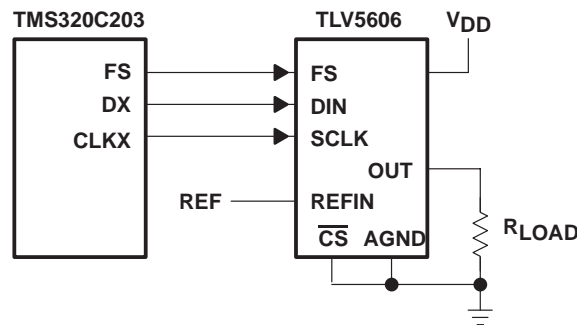 TMS320C203
TLV5606
VDD
FS
DX
CLKX
FS
DIN
SCLK
OUT
REF
REFIN
CS
AGND
RLOAD